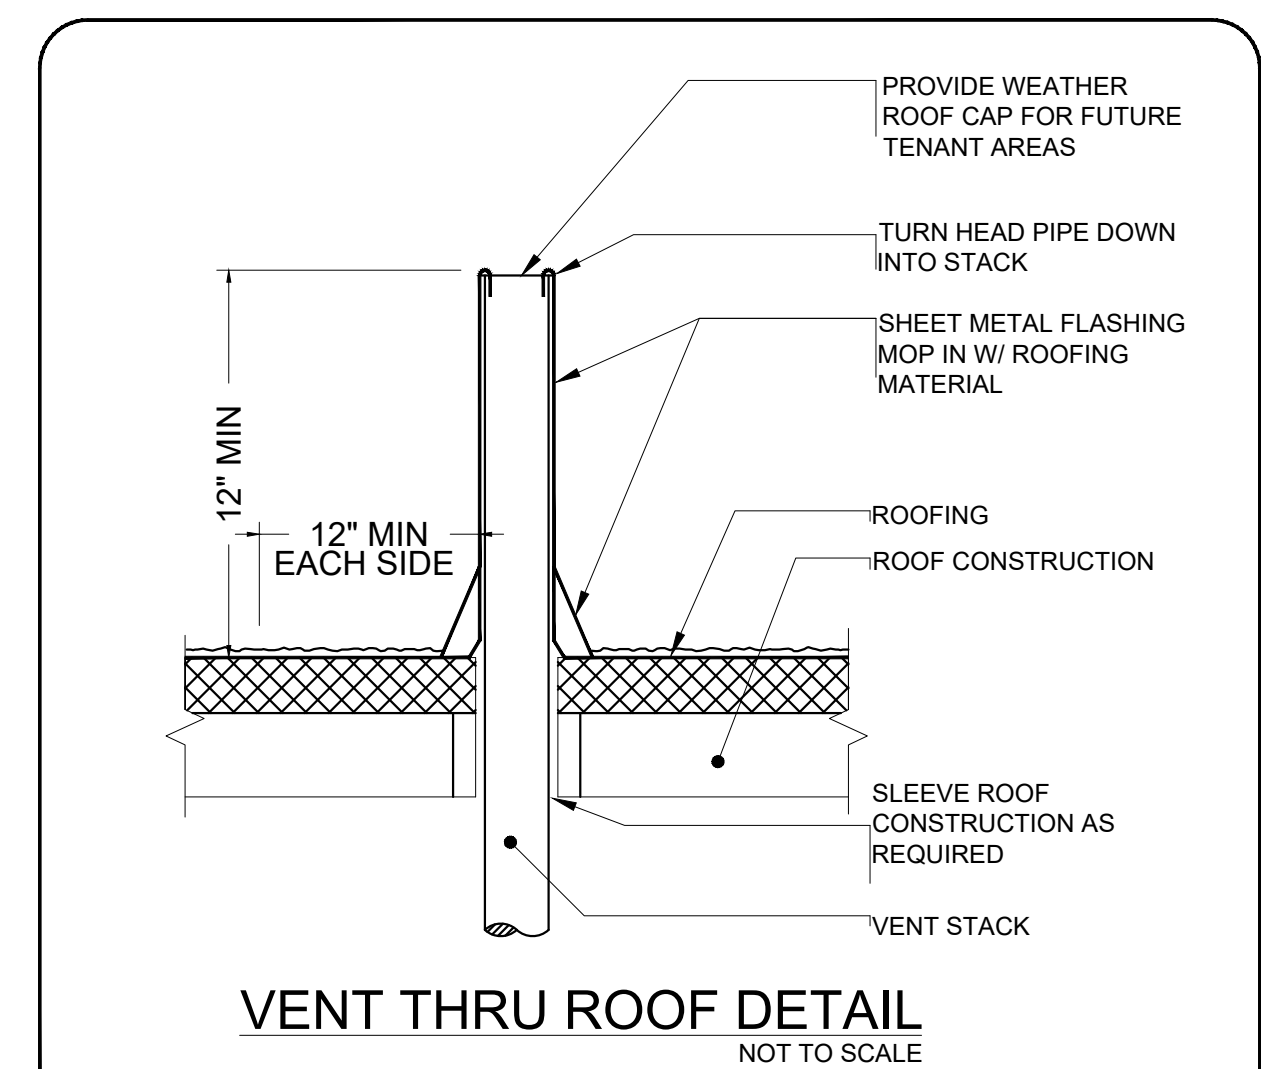 PROVIDE WEATHER
ROOF CAP FOR FUTURE
TENANT AREAS
TURN HEAD PIPE DOWN
INTO STACK
SHEET METAL FLASHING
MOP IN W/ ROOFING
MATERIAL
12" MIN
12" MIN
EACH SIDE
ROOFING
ROOF CONSTRUCTION
SLEEVE ROOF
CONSTRUCTION AS
REQUIRED
VENT STACK
VENT THRU ROOF DETAIL
NOT TO SCALE